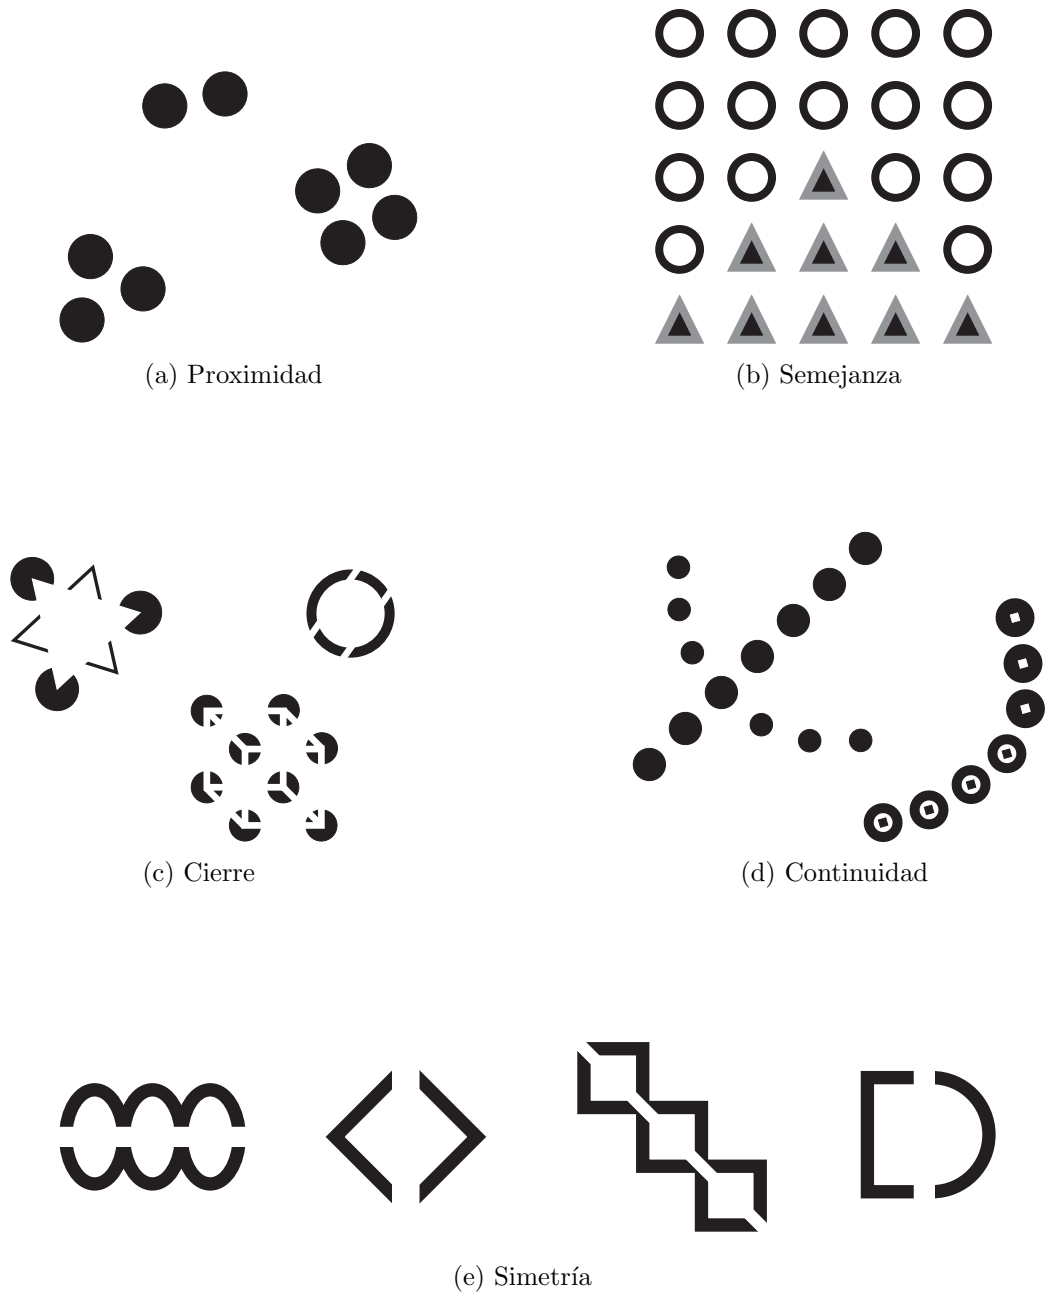 (a) Proximidad
(b) Semejanza
(c) Cierre
(d) Continuidad
(e) Simetría